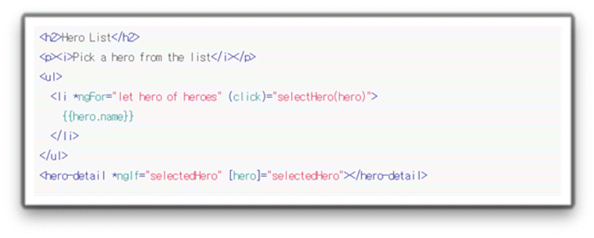 <h2>Hero List</h2>
<p><i>Pick a hero from the list</i></p>
<ul>
<li *ngFor="let hero of heroes" (click)="selectHero(hero)">
{{hero.name}}
</li>
</ul>
<hero-detail *ngIf="selectedHero" [hero]="selectedHero"></hero-detail>